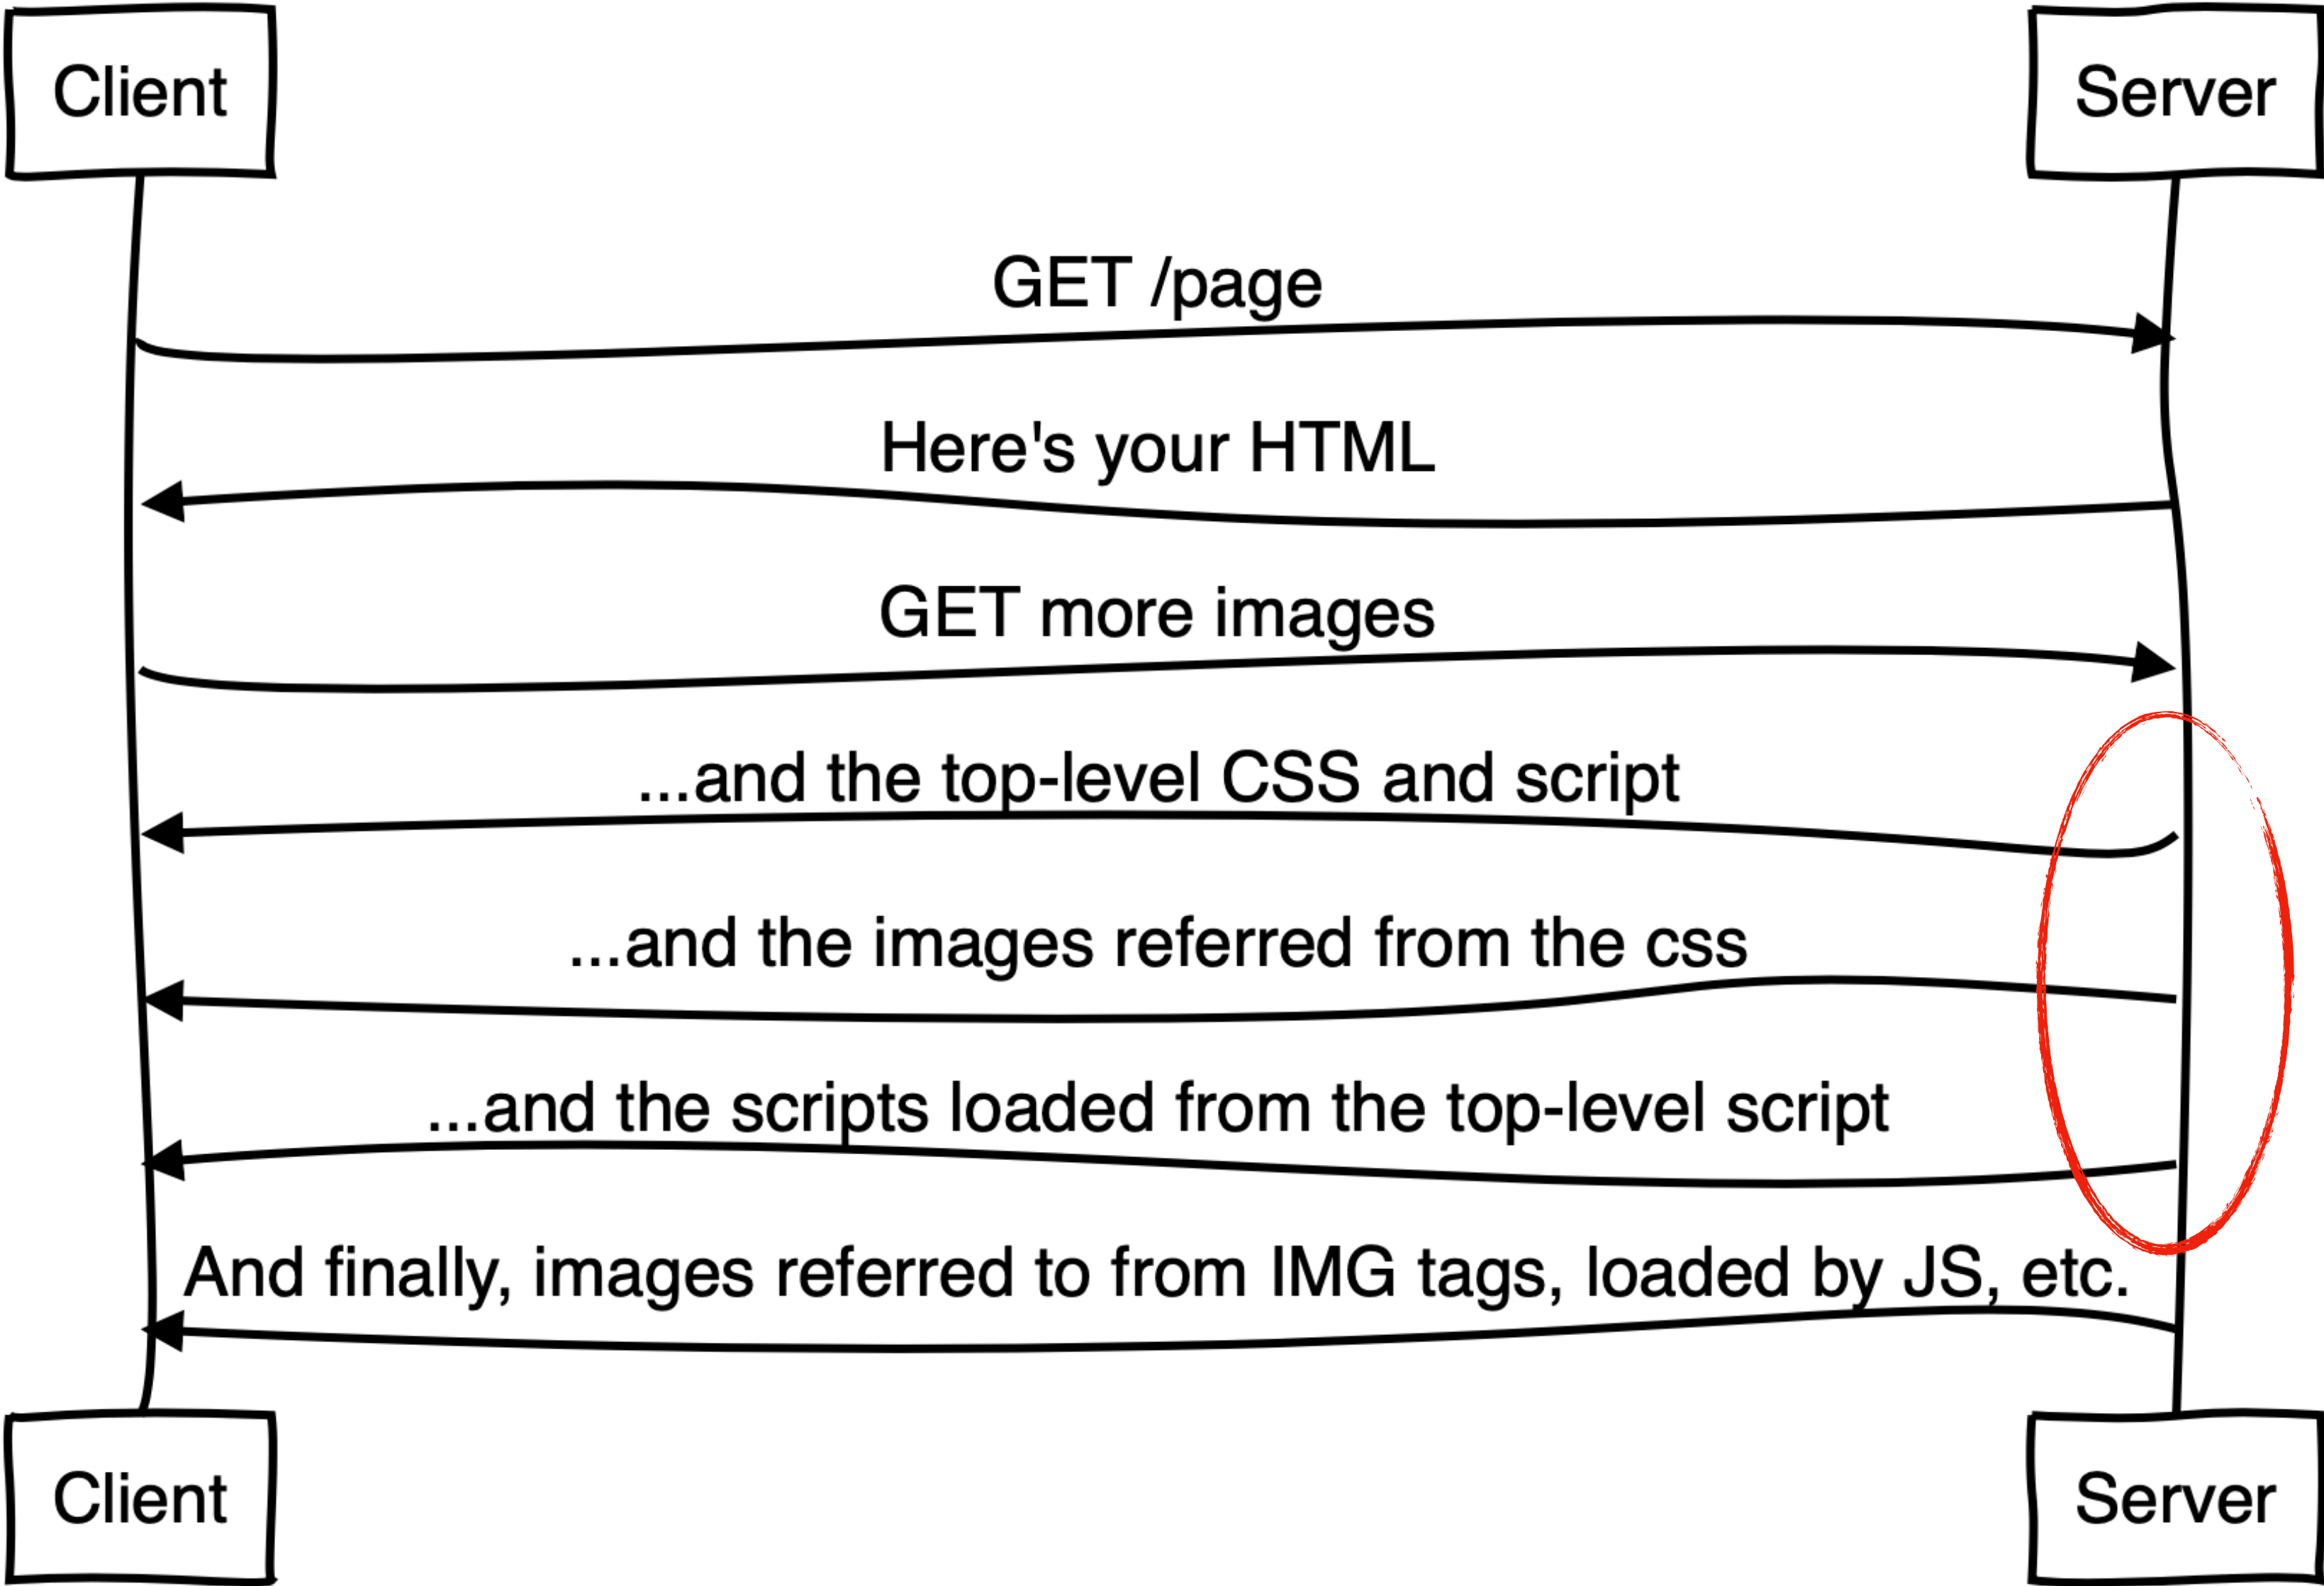 Client
Server
GET /page
Here's your HTML
GET more images
...and the top-level CSS and script
...and the images referred from the css
...and the scripts loaded from the top-level script
And finally, images referred to from IMG tags, loaded by JS, etc.
Client
Server